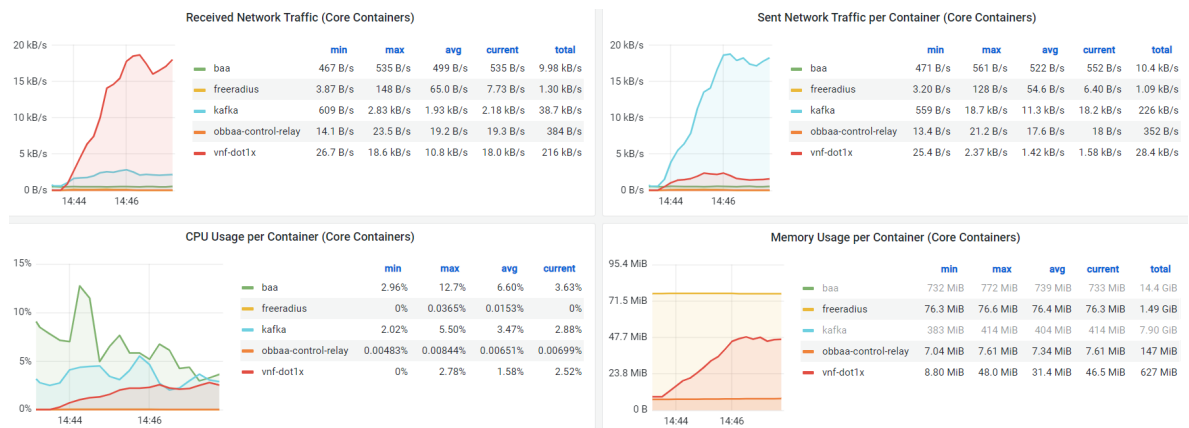 Received Network Traffic (Core Containers)
20 kB/s
15 kB/s
10 kB/s
5 kB/s
0 B/s
14:44 14:46
min max avg current total
baa 467 B/s 535 B/s 499 B/s 535 B/s 9.98 kB/s
freeradius 3.87 B/s 148 B/s 65.0 B/s 7.73 B/s 1.30 kB/s
kafka 609 B/s 2.83 kB/s 1.93 kB/s 2.18 kB/s 38.7 kB/s
obbaa-control-relay 14.1 B/s 23.5 B/s 19.2 B/s 19.3 B/s 384 B/s
vnf-dot1x 26.7 B/s 18.6 kB/s 10.8 kB/s 18.0 kB/s 216 kB/s
Sent Network Traffic per Container (Core Containers)
20 kB/s
15 kB/s
10 kB/s
5 kB/s
0 B/s
14:44 14:46
min max avg current total
baa 471 B/s 561 B/s 522 B/s 552 B/s 10.4 kB/s
freeradius 3.20 B/s 128 B/s 54.6 B/s 6.40 B/s 1.09 kB/s
kafka 559 B/s 18.7 kB/s 11.3 kB/s 18.2 kB/s 226 kB/s
obbaa-control-relay 13.4 B/s 21.2 B/s 17.6 B/s 18 B/s 352 B/s
vnf-dot1x 25.4 B/s 2.37 kB/s 1.42 kB/s 1.58 kB/s 28.4 kB/s
CPU Usage per Container (Core Containers)
15%
10%
5%
0%
14:44 14:46
min max avg current
baa 2.96% 12.7% 6.60% 3.63%
freeradius 0% 0.0365% 0.0153% 0%
kafka 2.02% 5.50% 3.47% 2.88%
obbaa-control-relay 0.00483% 0.00844% 0.00651% 0.00699%
vnf-dot1x 0% 2.78% 1.58% 2.52%
Memory Usage per Container (Core Containers)
95.4 MiB
71.5 MiB
47.7 MiB
23.8 MiB
0 B
14:44 14:46
min max avg current total
baa 732 MiB 772 MiB 739 MiB 733 MiB 14.4 GiB
freeradius 76.3 MiB 76.6 MiB 76.4 MiB 76.3 MiB 1.49 GiB
kafka 383 MiB 414 MiB 404 MiB 414 MiB 7.90 GiB
obbaa-control-relay 7.04 MiB 7.61 MiB 7.34 MiB 7.61 MiB 147 MiB
vnf-dot1x 8.80 MiB 48.0 MiB 31.4 MiB 46.5 MiB 627 MiB